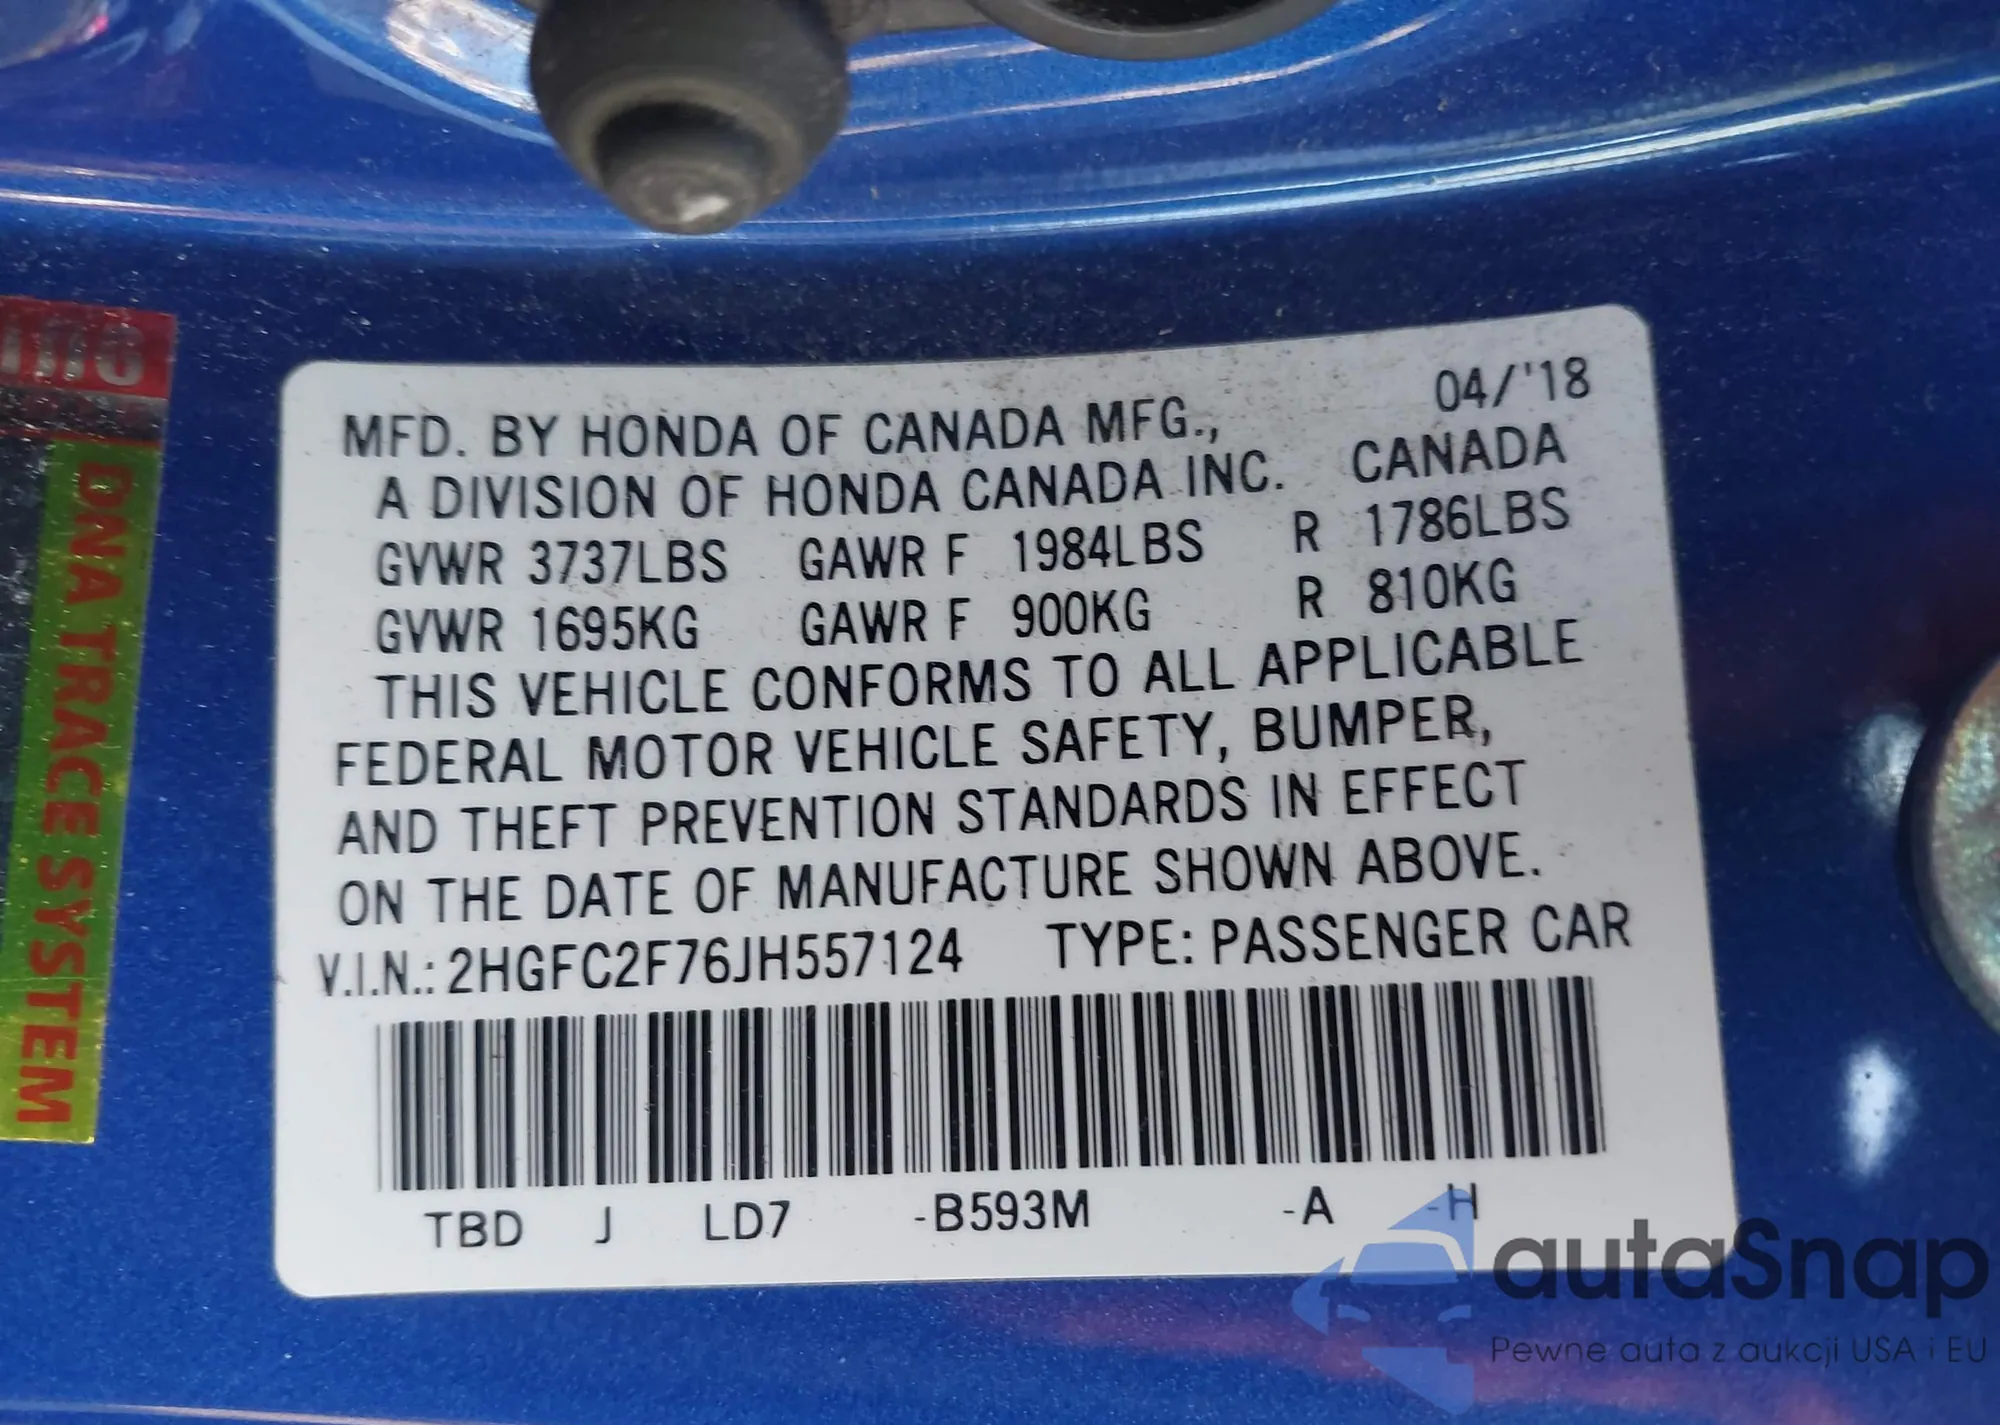 04/'18
MFD. BY HONDA OF CANADA MFG.,
A DIVISION OF HONDA CANADA INC. CANADA
GVWR 3737LBS GAWR F 1984LBS R 1786LBS
GVWR 1695KG GAWR F 900KG R 810KG
THIS VEHICLE CONFORMS TO ALL APPLICABLE
FEDERAL MOTOR VEHICLE SAFETY, BUMPER,
AND THEFT PREVENTION STANDARDS IN EFFECT
ON THE DATE OF MANUFACTURE SHOWN ABOVE.
V.I.N.: 2HGFC2F76JH557124 TYPE: PASSENGER CAR
TBD J LD7 -B593M -A -H
DNA TRACE SYSTEM
autaSnap
Pewne auta z aukcji USA i EU